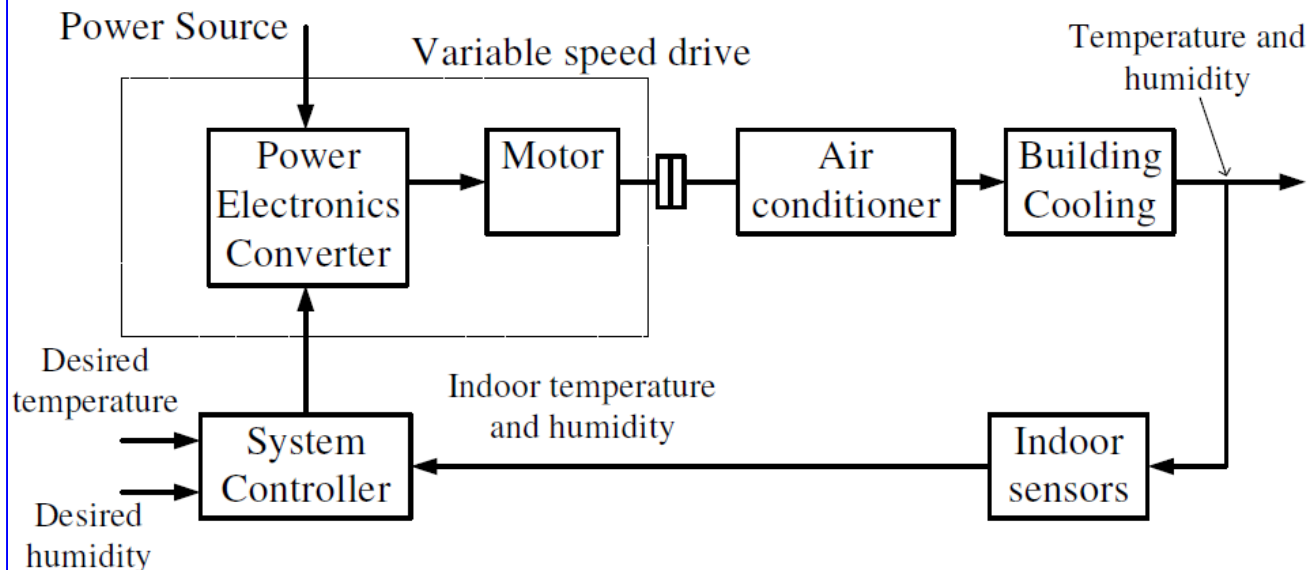 Power Source
Variable speed drive
Temperature and
humidity
Power
Electronics
Converter
Motor
Air
conditioner
Building
Cooling
Desired
temperature
Indoor temperature
and humidity
System
Controller
Indoor
sensors
Desired
humidity